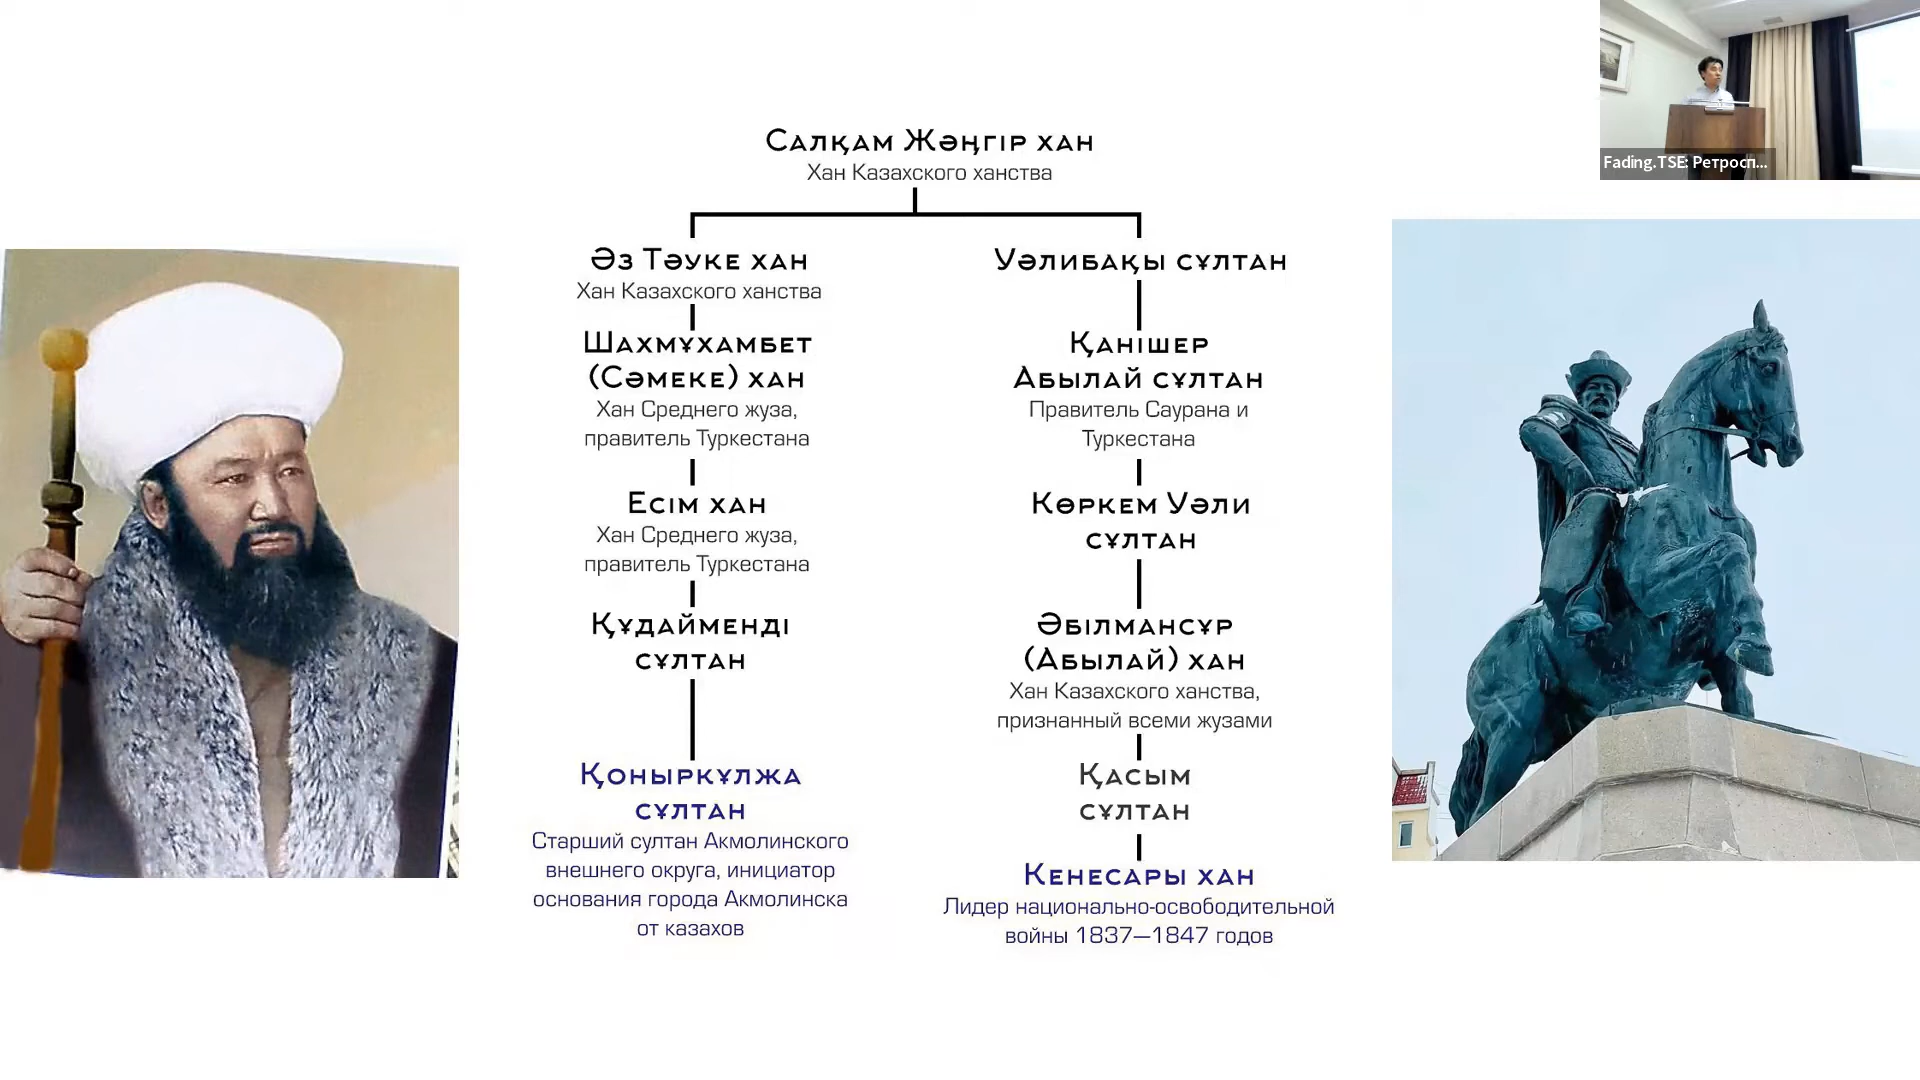 Салқам Жәңгір хан
Хан Казахского ханства
Әз Тәуке хан
Хан Казахского ханства
Шахмұхамбет
(Сәмеке) хан
Хан Среднего жуза,
правитель Туркестана
Есім хан
Хан Среднего жуза,
правитель Туркестана
Құдайменді
сұлтан
Қоныркұлжа
сұлтан
Старший султан Акмолинского
внешнего округа, инициатор
основания города Акмолинска
от казахов
Уәлибақы сұлтан
Қанішер
Абылай сұлтан
Правитель Саурана и
Туркестана
Көркем Уәли
сұлтан
Әбілмансұр
(Абылай) хан
Хан Казахского ханства,
признанный всеми жузами
Қасым
сұлтан
Кенесары хан
Лидер национально-освободительной
войны 1837—1847 годов
Fading.TSE: Ретросп...